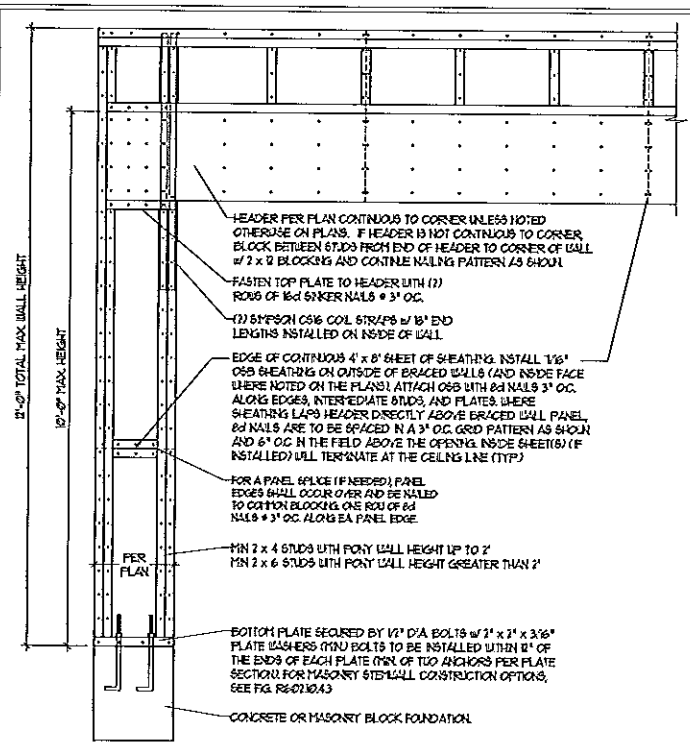 12'-0" TOTAL MAX. WALL HEIGHT
10'-0" MAX. HEIGHT
HEADER PER PLAN CONTINUOUS TO CORNER UNLESS NOTED
OTHERWISE ON PLANS. IF HEADER IS NOT CONTINUOUS TO CORNER,
BLOCK BETWEEN STUDS FROM END OF HEADER TO CORNER OF WALL
w/ 2 x 12 BLOCKING AND CONTINUE NAILING PATTERN AS SHOWN.
FASTEN TOP PLATE TO HEADER WITH (2)
ROWS OF 16d SINKER NAILS @ 3" O.C.
(2) SIMPSON CS16 COIL STRAPS w/ 18" END
LENGTHS INSTALLED ON INSIDE OF WALL.
EDGE OF CONTINUOUS 4' x 8' SHEET OF SHEATHING. INSTALL 7/16"
OSB SHEATHING ON OUTSIDE OF BRACED WALLS (AND INSIDE FACE
WHERE NOTED ON THE PLANS). ATTACH OSB WITH 8d NAILS 3" O.C.
ALONG EDGES, INTERMEDIATE STUDS, AND PLATES. WHERE
SHEATHING LAPS HEADER DIRECTLY ABOVE BRACED WALL PANEL,
8d NAILS ARE TO BE SPACED IN A 3" O.C. GRID PATTERN AS SHOWN
AND 6" O.C. IN THE FIELD ABOVE THE OPENING. INSIDE SHEET(S) (IF
INSTALLED) WILL TERMINATE AT THE CEILING LINE (TYP.)
FOR A PANEL SPLICE (IF NEEDED), PANEL
EDGES SHALL OCCUR OVER AND BE NAILED
TO COMMON BLOCKING. ONE ROW OF 8d
NAILS @ 3" O.C. ALONG EA. PANEL EDGE.
PER
PLAN
MIN 2 x 4 STUDS WITH PONY WALL HEIGHT UP TO 2'
MIN 2 x 6 STUDS WITH PONY WALL HEIGHT GREATER THAN 2'
BOTTOM PLATE SECURED BY 1/2" DIA. BOLTS w/ 2" x 2" x 3/16"
PLATE WASHERS (MIN.) BOLTS TO BE INSTALLED WITHIN 12" OF
THE ENDS OF EACH PLATE (MIN. OF TWO ANCHORS PER PLATE
SECTION). FOR MASONRY STEMWALL CONSTRUCTION OPTIONS,
SEE FIG. R602.10.4.3
CONCRETE OR MASONRY BLOCK FOUNDATION.